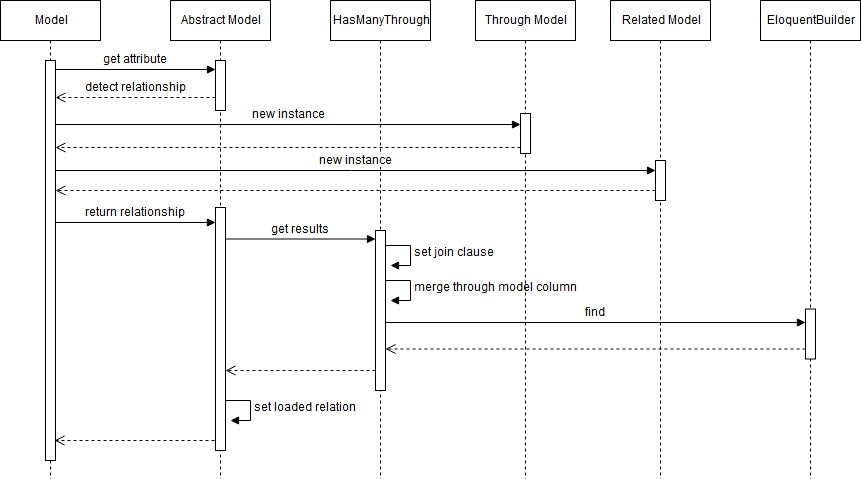 Model
Abstract Model
HasManyThrough
Through Model
Related Model
EloquentBuilder
get attribute
detect relationship
new instance
new instance
return relationship
get results
set join clause
merge through model column
find
set loaded relation